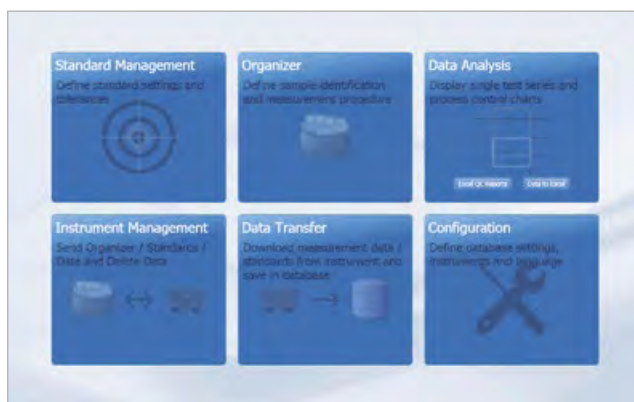 Standard Management
Define standard settings and
tolerances
Organizer
Define sample-identification
and measurement procedure
Data Analysis
Display single test series and
process control charts
Excel QC Reports
Data to Excel
Instrument Management
Send Organizer / Standards /
Date and Delete Data
Data Transfer
Download measurement data /
standards from instrument and
save in database
Configuration
Define database settings,
instruments and language